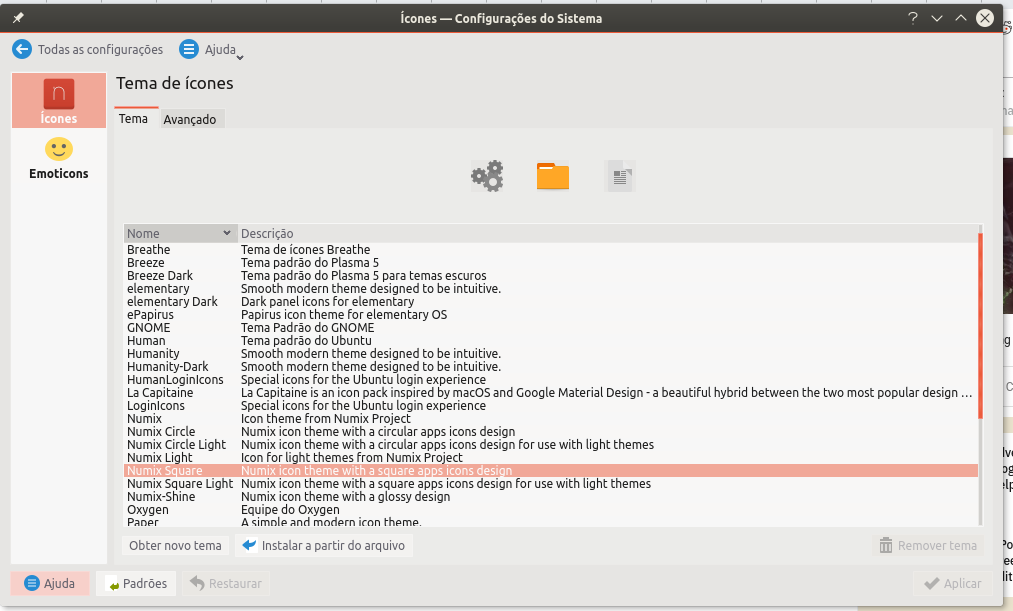 Ícones — Configurações do Sistema
Todas as configurações Ajuda
Ícones
Emoticons
Tema de ícones
Tema Avançado
Nome Descrição
Breathe Tema de ícones Breathe
Breeze Tema padrão do Plasma 5
Breeze Dark Tema padrão do Plasma 5 para temas escuros
elementary Smooth modern theme designed to be intuitive.
elementary Dark Dark panel icons for elementary
ePapirus Papirus icon theme for elementary OS
GNOME Tema Padrão do GNOME
Human Tema padrão do Ubuntu
Humanity Smooth modern theme designed to be intuitive.
Humanity-Dark Smooth modern theme designed to be intuitive.
HumanLoginIcons Special icons for the Ubuntu login experience
La Capitaine La Capitaine is an icon pack inspired by macOS and Google Material Design - a beautiful hybrid between the two most popular design ...
LoginIcons Special icons for the Ubuntu login experience
Numix Icon theme from Numix Project
Numix Circle Numix icon theme with a circular apps icons design
Numix Circle Light Numix icon theme with a circular apps icons design for use with light themes
Numix Light Icon for light themes from Numix Project
Numix Square Numix icon theme with a square apps icons design
Numix Square Light Numix icon theme with a square apps icons design for use with light themes
Numix-Shine Numix icon theme with a glossy design
Oxygen Equipe do Oxygen
Paper A simple and modern icon theme.
Obter novo tema Instalar a partir do arquivo Remover tema
Ajuda Padrões Restaurar Aplicar